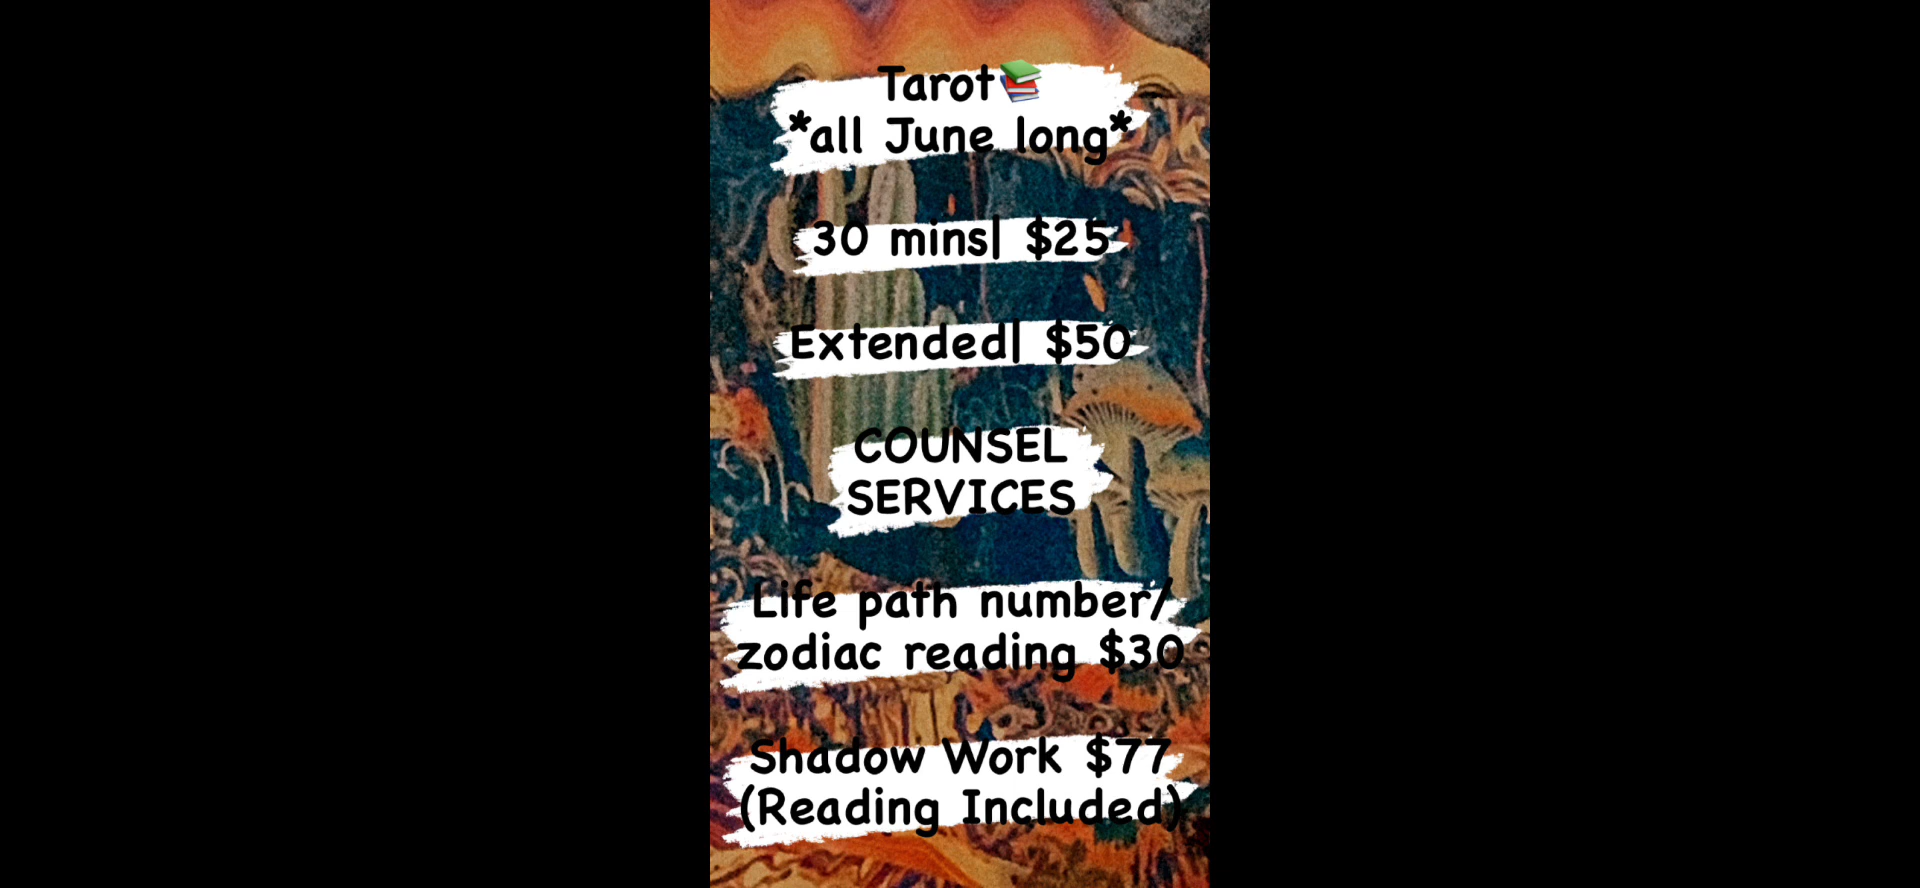 Tarot📚
*all June long*
30 mins| $25
Extended| $50
COUNSEL
SERVICES
Life path number/
zodiac reading $30
Shadow Work $77
(Reading Included)